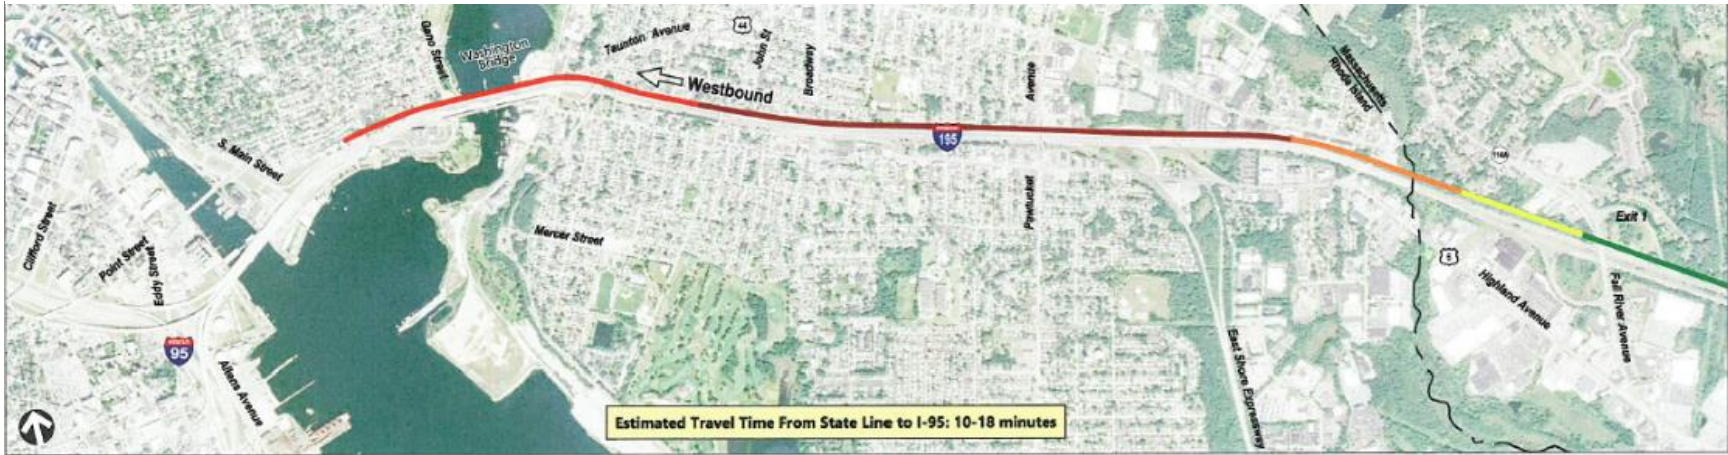 Gano Street
Washington
Bridge
Taunton Avenue
44
John St
Broadway
Westbound
Avenue
Massachusetts
Rhode Island
195
S. Main Street
114A
Pawtucket
Exit 1
Clifford Street
Point Street
Eddy Street
Mercer Street
6
Highland Avenue
Fall River Avenue
95
Allens Avenue
East Shore Expressway
Estimated Travel Time From State Line to I-95: 10-18 minutes